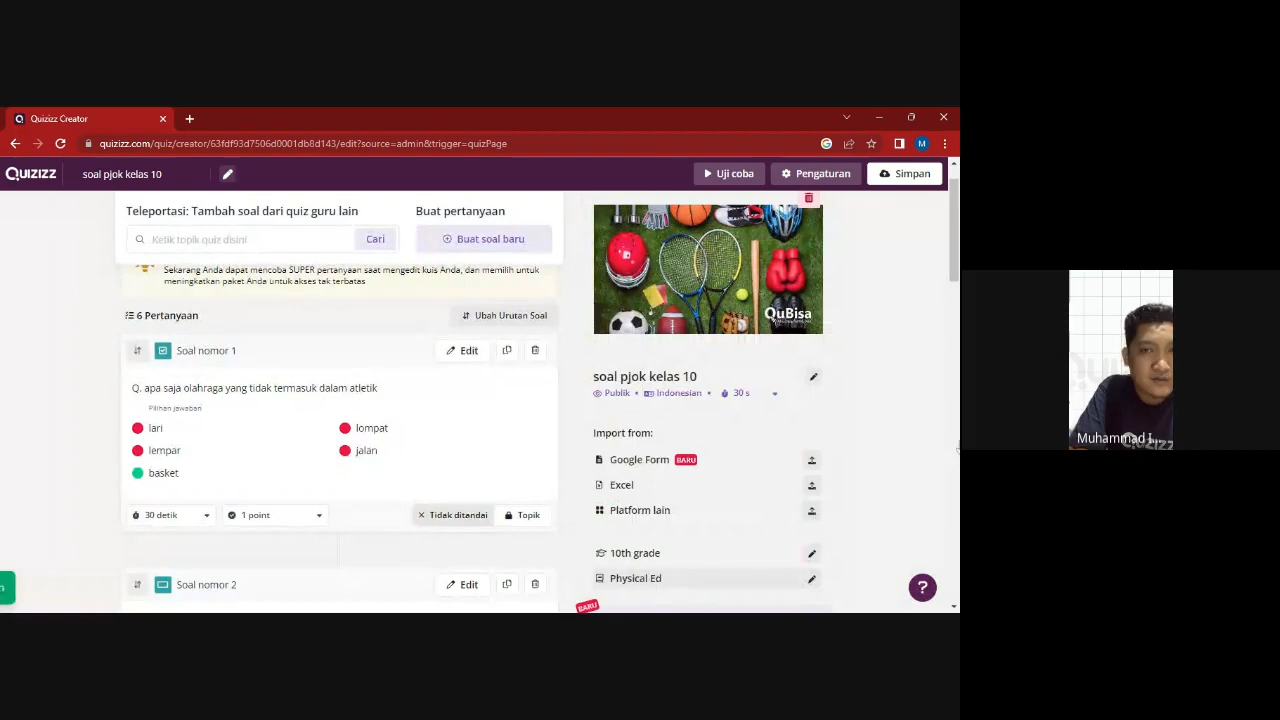 Quizizz Creator
quizizz.com/quiz/creator/63fdf93d7506d0001db8d143/edit?source=admin&trigger=quizPage
M
QUIZIZZ
soal pjok kelas 10
Uji coba
Pengaturan
Simpan
Teleportasi: Tambah soal dari quiz guru lain
Buat pertanyaan
Ketik topik quiz disini
Cari
Buat soal baru
Sekarang Anda dapat mencoba SUPER pertanyaan saat mengedit kuis Anda, dan memilih untuk
meningkatkan paket Anda untuk akses tak terbatas
6 Pertanyaan
Ubah Urutan Soal
Soal nomor 1
Edit
Q. apa saja olahraga yang tidak termasuk dalam atletik
Pilihan jawaban
lari
lompat
lempar
jalan
basket
30 detik
1 point
Tidak ditandai
Topik
Soal nomor 2
Edit
QuBisa
soal pjok kelas 10
Publik • Indonesian • 30 s
Import from:
Google Form BARU
Excel
Platform lain
10th grade
Physical Ed
BARU
?
Muhammad I...
Quizizz